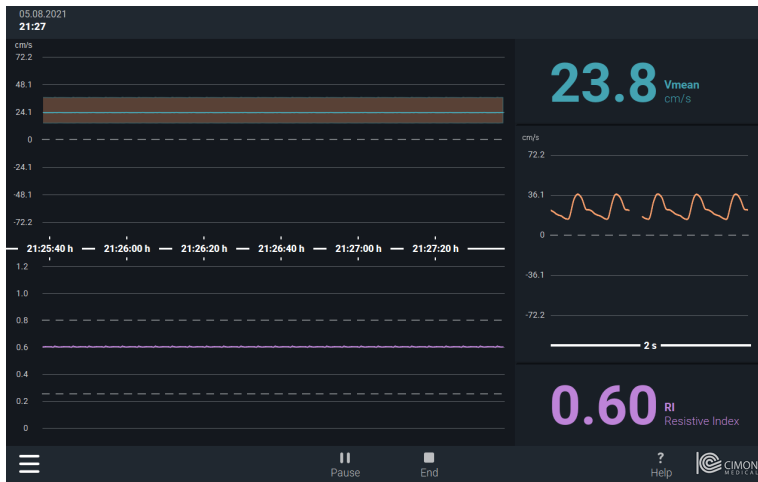 05.08.2021
21:27
cm/s
72.2
48.1
24.1
0
-24.1
-48.1
-72.2
21:25:40 h 21:26:00 h 21:26:20 h 21:26:40 h 21:27:00 h 21:27:20 h
1.2
1.0
0.8
0.6
0.4
0.2
0
23.8 Vmean
cm/s
cm/s
72.2
36.1
0
-36.1
-72.2
2 s
0.60 RI
Resistive Index
Pause
End
?
Help
CIMON
MEDICAL